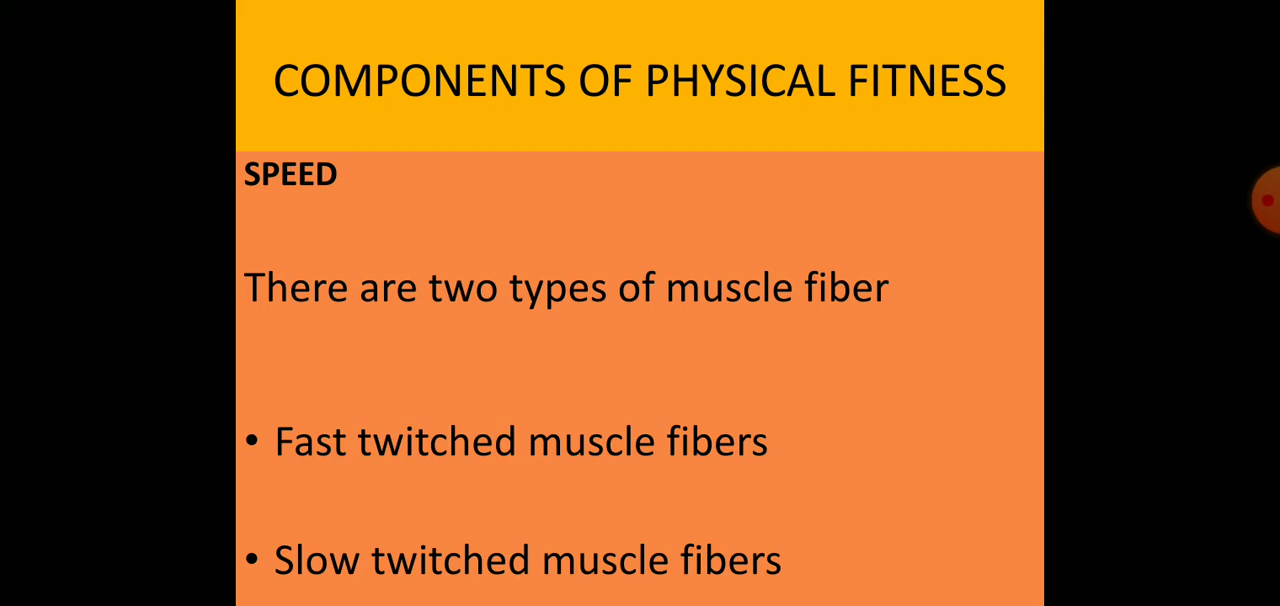 COMPONENTS OF PHYSICAL FITNESS
SPEED
There are two types of muscle fiber
• Fast twitched muscle fibers
• Slow twitched muscle fibers